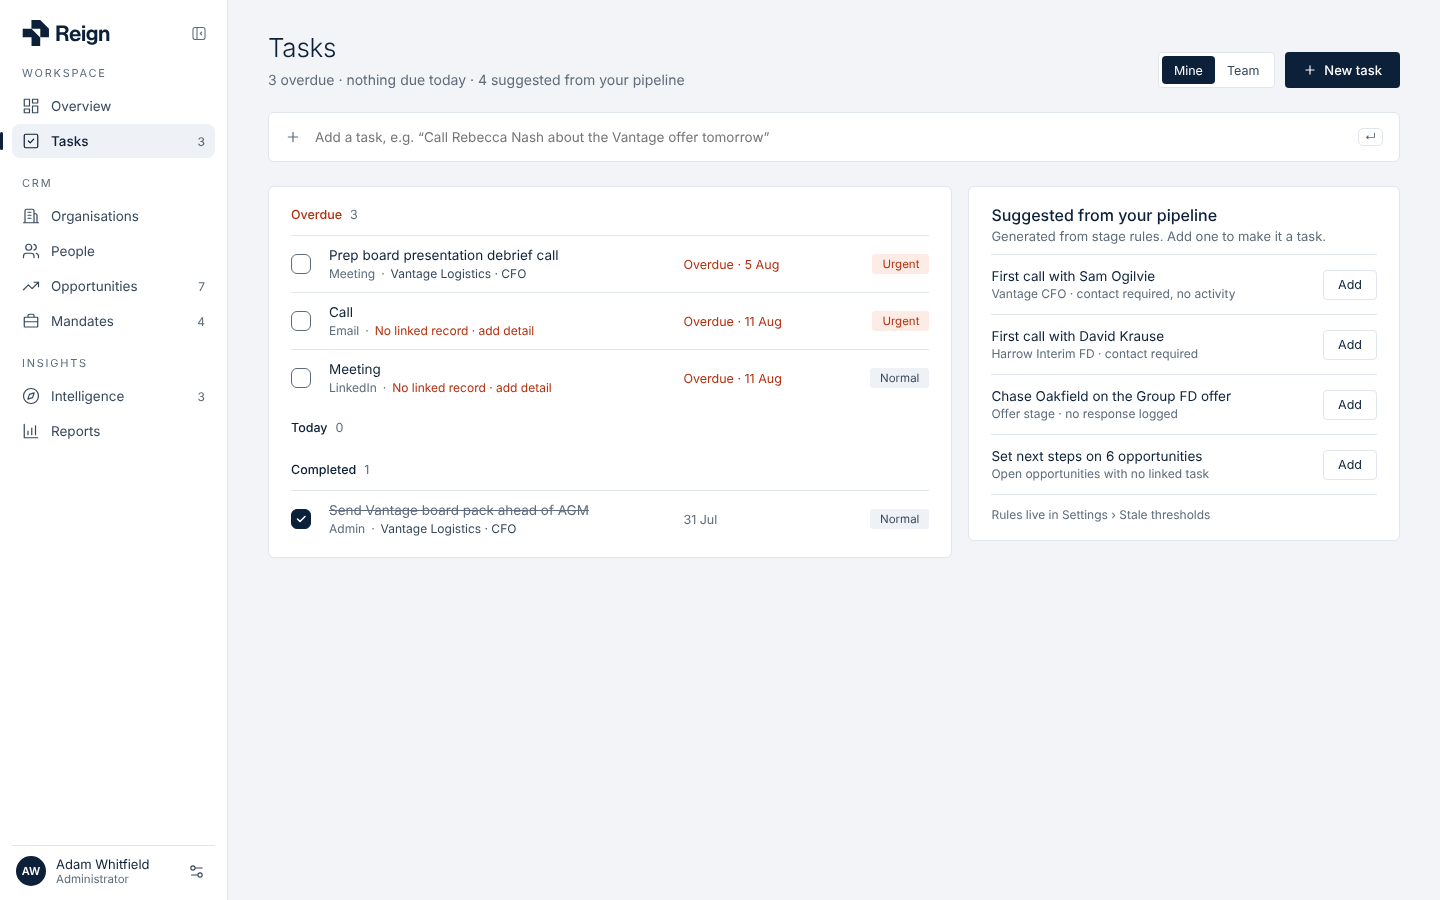 Reign
WORKSPACE
Overview
Tasks 3
CRM
Organisations
People
Opportunities 7
Mandates 4
INSIGHTS
Intelligence 3
Reports
AW
Adam Whitfield
Administrator
Tasks
3 overdue · nothing due today · 4 suggested from your pipeline
Mine
Team
New task
Add a task, e.g. “Call Rebecca Nash about the Vantage offer tomorrow”
Overdue 3
Prep board presentation debrief call
Meeting · Vantage Logistics · CFO
Overdue · 5 Aug
Urgent
Call
Email · No linked record · add detail
Overdue · 11 Aug
Urgent
Meeting
LinkedIn · No linked record · add detail
Overdue · 11 Aug
Normal
Today 0
Completed 1
Send Vantage board pack ahead of AGM
Admin · Vantage Logistics · CFO
31 Jul
Normal
Suggested from your pipeline
Generated from stage rules. Add one to make it a task.
First call with Sam Ogilvie
Vantage CFO · contact required, no activity
Add
First call with David Krause
Harrow Interim FD · contact required
Add
Chase Oakfield on the Group FD offer
Offer stage · no response logged
Add
Set next steps on 6 opportunities
Open opportunities with no linked task
Add
Rules live in Settings › Stale thresholds